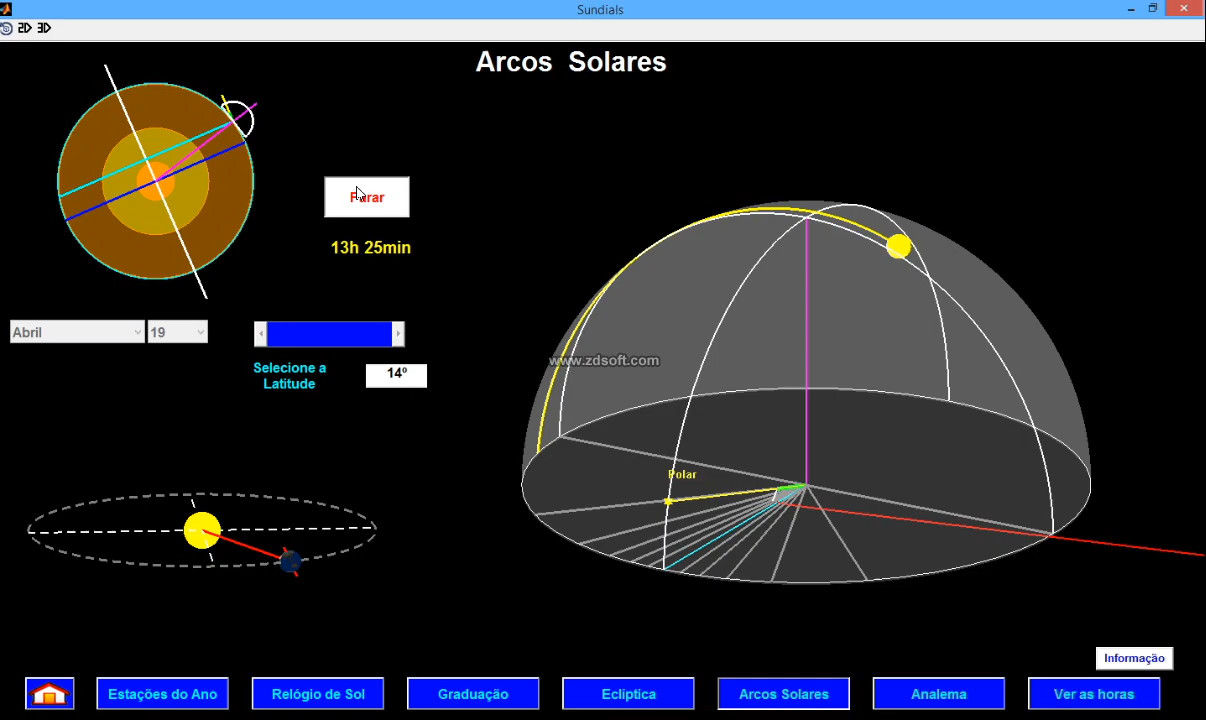 Sundials
2D 3D
Arcos Solares
Parar
13h 25min
Abril
19
Selecione a
Latitude
14º
www.zdsoft.com
Polar
Informação
Estações do Ano
Relógio de Sol
Graduação
Eclíptica
Arcos Solares
Analema
Ver as horas